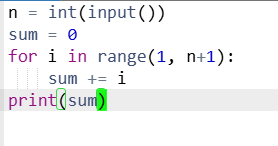 n = int(input())
sum = 0
for i in range(1, n+1):
    sum += i
print(sum)